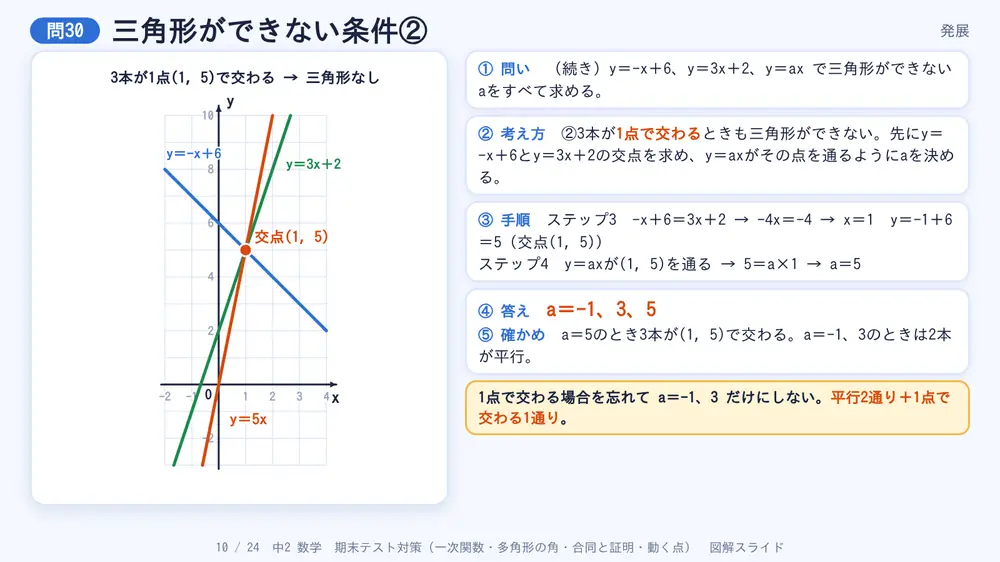 問30 三角形ができない条件②
発展
3本が1点(1, 5)で交わる → 三角形なし
y
10
y=-x+6
y=3x+2
8
6
交点(1, 5)
4
2
-2 -1 0 1 2 3 4 x
y=5x
-2
① 問い （続き）y=-x+6、y=3x+2、y=ax で三角形ができない
aをすべて求める。
② 考え方 ②3本が1点で交わるときも三角形ができない。先にy=
-x+6とy=3x+2の交点を求め、y=axがその点を通るようにaを決め
る。
③ 手順 ステップ3 -x+6=3x+2 → -4x=-4 → x=1 y=-1+6
=5（交点(1, 5)）
ステップ4 y=axが(1, 5)を通る → 5=a×1 → a=5
④ 答え a=-1、3、5
⑤ 確かめ a=5のとき3本が(1, 5)で交わる。a=-1、3のときは2本
が平行。
1点で交わる場合を忘れて a=-1、3 だけにしない。平行2通り＋1点で
交わる1通り。
10 / 24 中2 数学 期末テスト対策（一次関数・多角形の角・合同と証明・動く点） 図解スライド